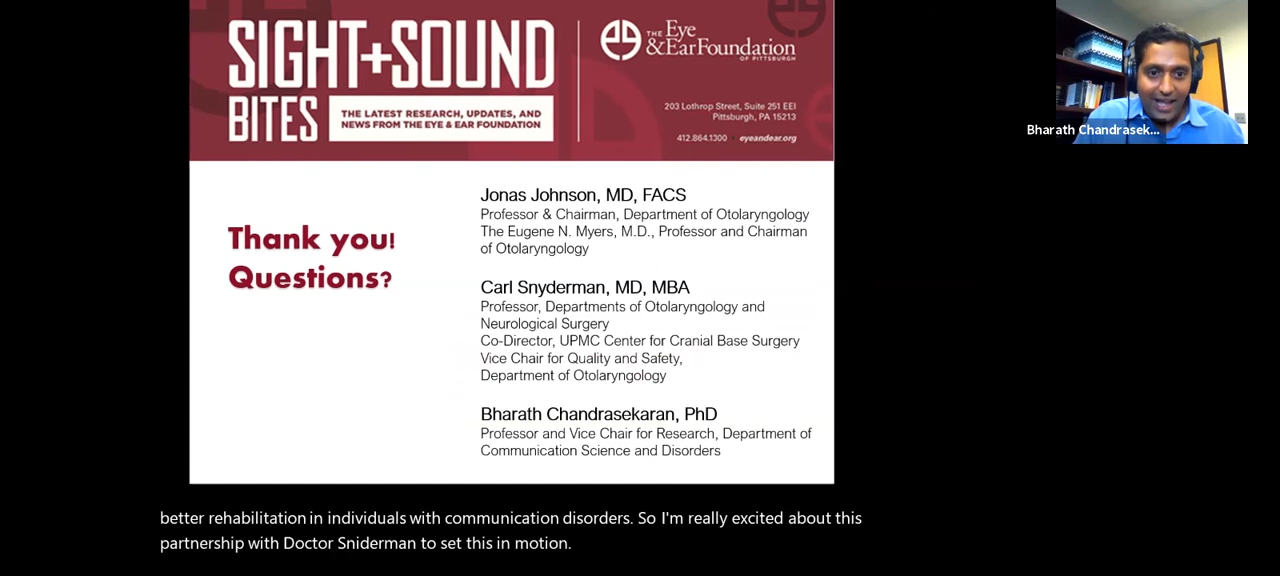 SIGHT+SOUND
BITES
THE LATEST RESEARCH, UPDATES, AND
NEWS FROM THE EYE & EAR FOUNDATION
THE Eye
& Ear Foundation
OF PITTSBURGH
203 Lothrop Street, Suite 251 EEI
Pittsburgh, PA 15213
412.864.1300 eyeandear.org
Bharath Chandrasek...
Thank you!
Questions?
Jonas Johnson, MD, FACS
Professor & Chairman, Department of Otolaryngology
The Eugene N. Myers, M.D., Professor and Chairman
of Otolaryngology
Carl Snyderman, MD, MBA
Professor, Departments of Otolaryngology and
Neurological Surgery
Co-Director, UPMC Center for Cranial Base Surgery
Vice Chair for Quality and Safety,
Department of Otolaryngology
Bharath Chandrasekaran, PhD
Professor and Vice Chair for Research, Department of
Communication Science and Disorders
better rehabilitation in individuals with communication disorders. So I'm really excited about this
partnership with Doctor Sniderman to set this in motion.